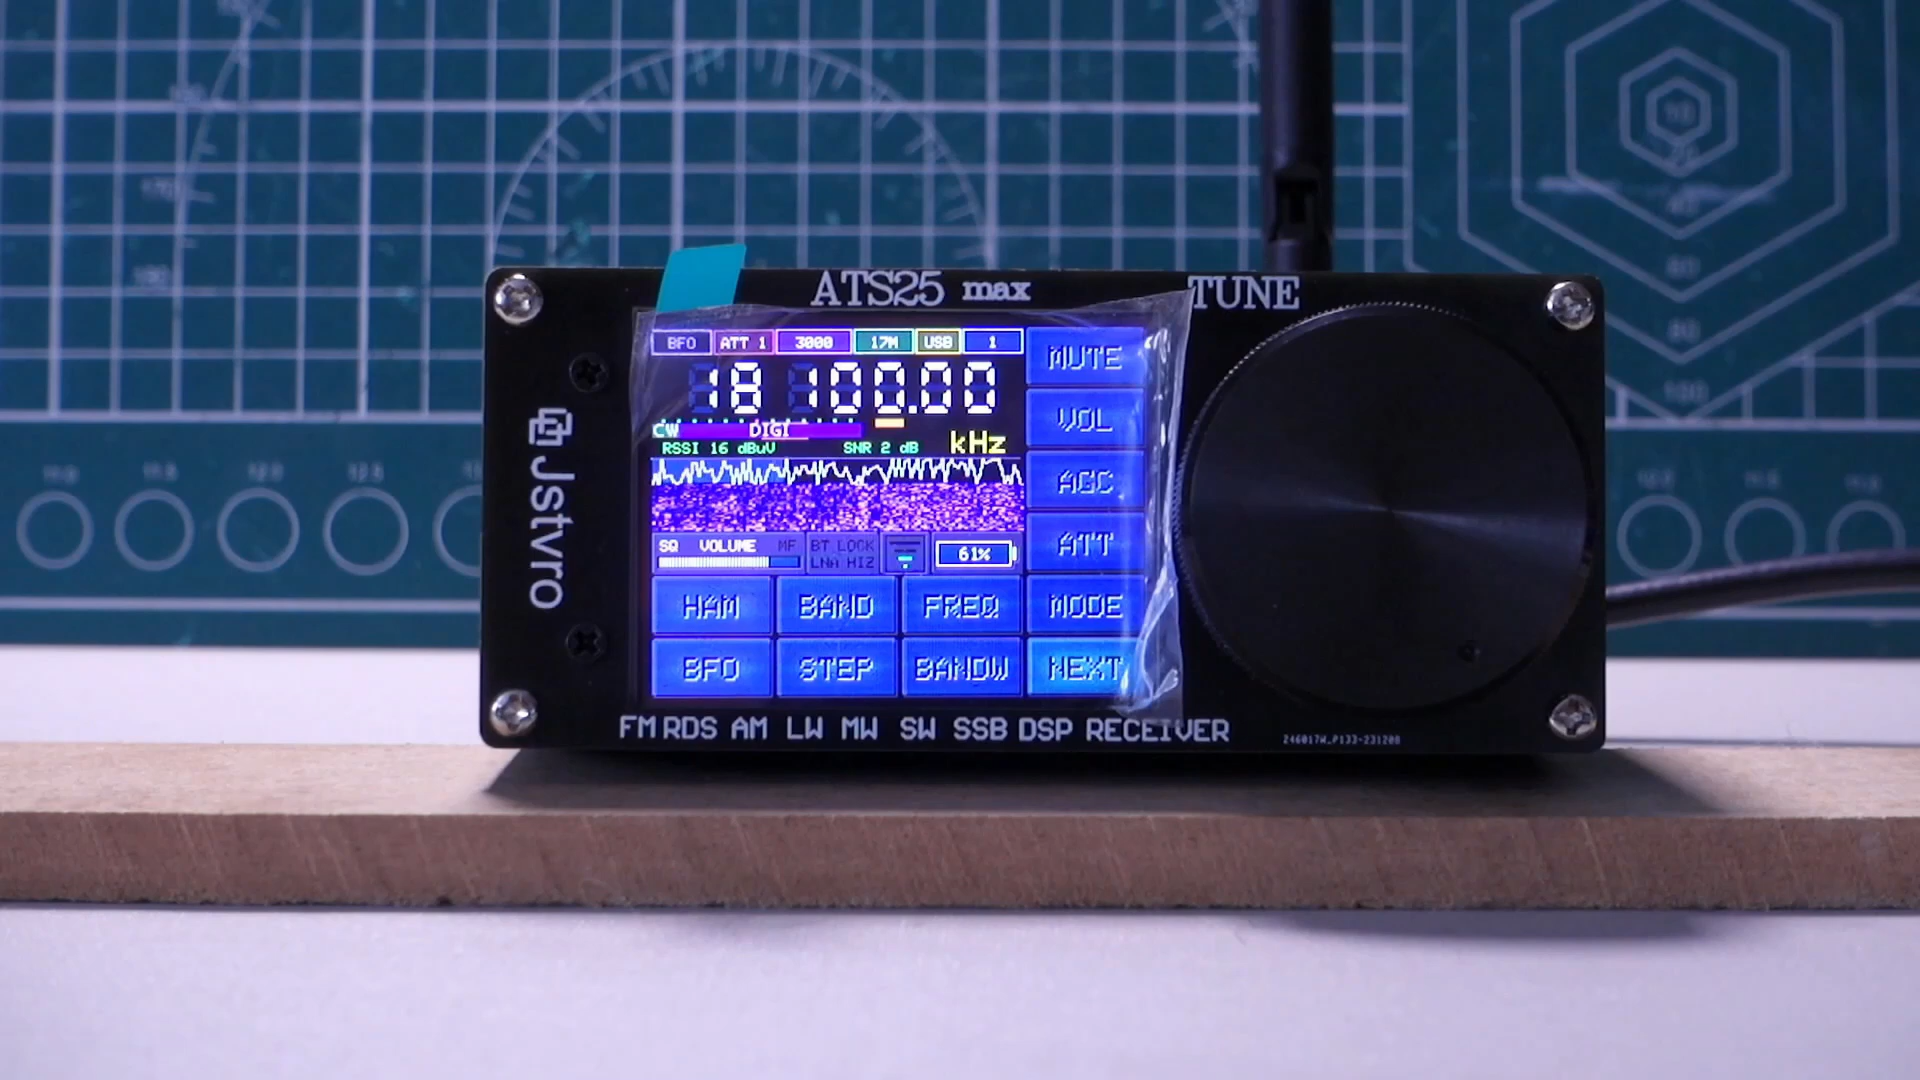 ATS25 max
TUNE
BFO ATT 1 3000 17M USB 1
18 100.00
CW DIGI
RSSI 16 dBuV SNR 2 dB kHz
SQ VOLUME MF BT LOCK
LNA HIZ
61%
MUTE
VOL
AGC
ATT
HAM BAND FREQ MODE
BFO STEP BANDW NEXT
Jstvro
FM RDS AM LW MW SW SSB DSP RECEIVER
246017W_P133-231208